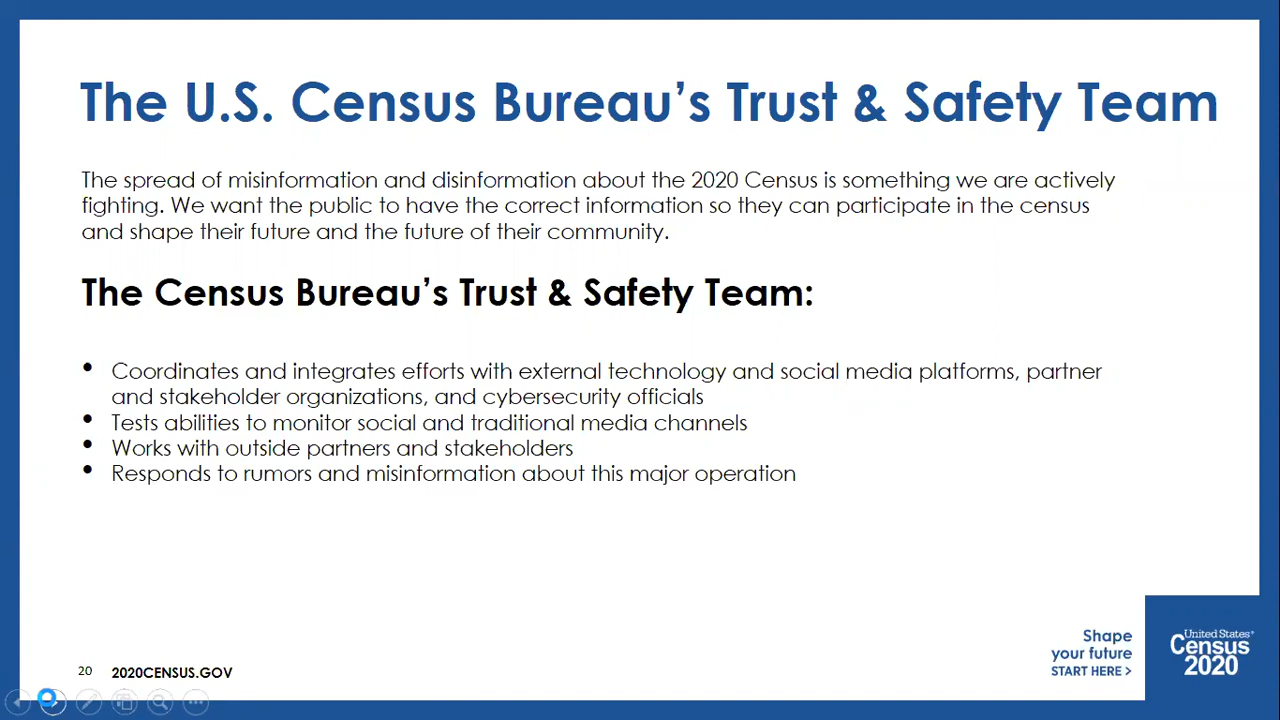 The U.S. Census Bureau's Trust & Safety Team
The spread of misinformation and disinformation about the 2020 Census is something we are actively
fighting. We want the public to have the correct information so they can participate in the census
and shape their future and the future of their community.
The Census Bureau's Trust & Safety Team:
• Coordinates and integrates efforts with external technology and social media platforms, partner
and stakeholder organizations, and cybersecurity officials
• Tests abilities to monitor social and traditional media channels
• Works with outside partners and stakeholders
• Responds to rumors and misinformation about this major operation
Shape
your future
START HERE >
United States®
Census
2020
20 2020CENSUS.GOV